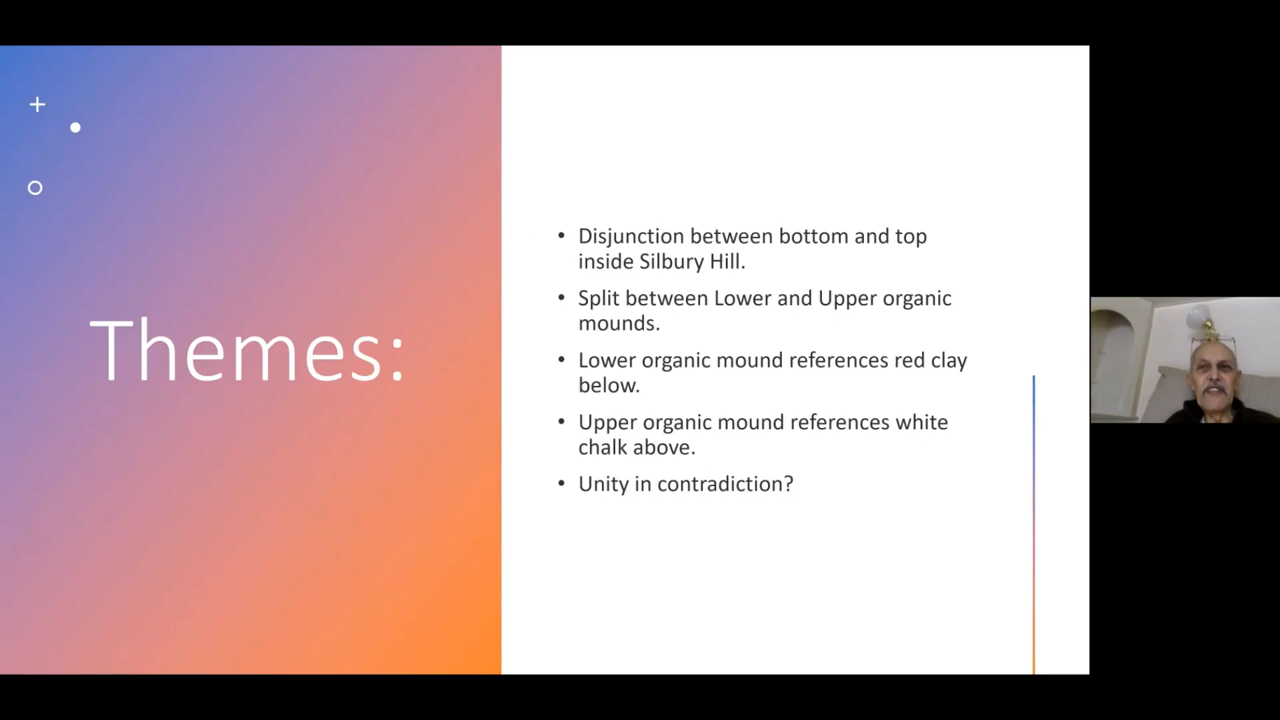 Themes:
• Disjunction between bottom and top
inside Silbury Hill.
• Split between Lower and Upper organic
mounds.
• Lower organic mound references red clay
below.
• Upper organic mound references white
chalk above.
• Unity in contradiction?